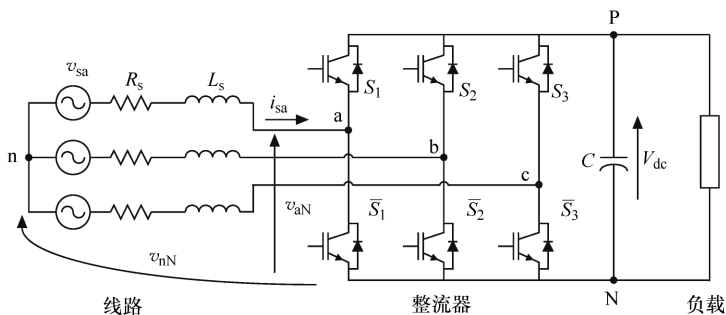 P
v_sa
R_s
L_s
i_sa
S_1
S_2
S_3
a
n
b
c
C
V_dc
v_aN
S̅_1
S̅_2
S̅_3
v_nN
N
线路
整流器
负载